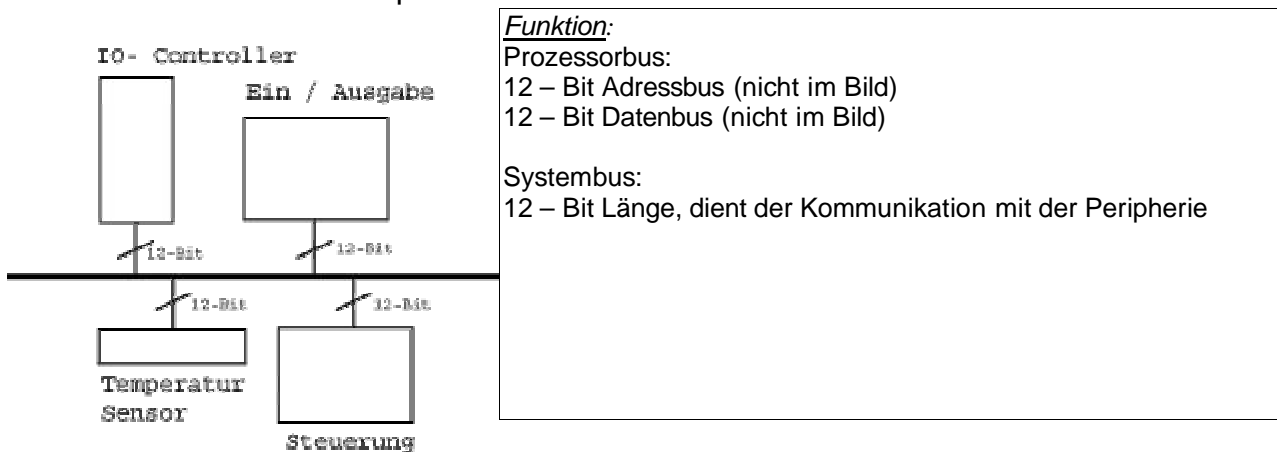 IO- Controller
Ein / Ausgabe
12-Bit
12-Bit
12-Bit
12-Bit
Temperatur
Sensor
Steuerung
Funktion:
Prozessorbus:
12 – Bit Adressbus (nicht im Bild)
12 – Bit Datenbus (nicht im Bild)
Systembus:
12 – Bit Länge, dient der Kommunikation mit der Peripherie